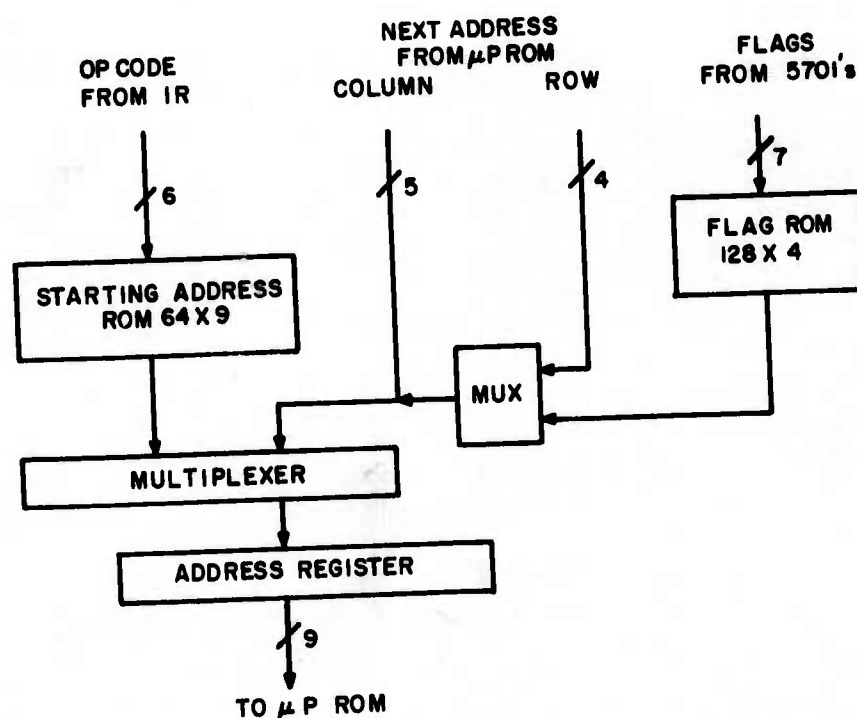 OP CODE
FROM IR
NEXT ADDRESS
FROM μP ROM
COLUMN
ROW
FLAGS
FROM 5701's
6
5
4
7
STARTING ADDRESS
ROM 64 X 9
FLAG ROM
128 X 4
MUX
MULTIPLEXER
ADDRESS REGISTER
9
TO μ P ROM